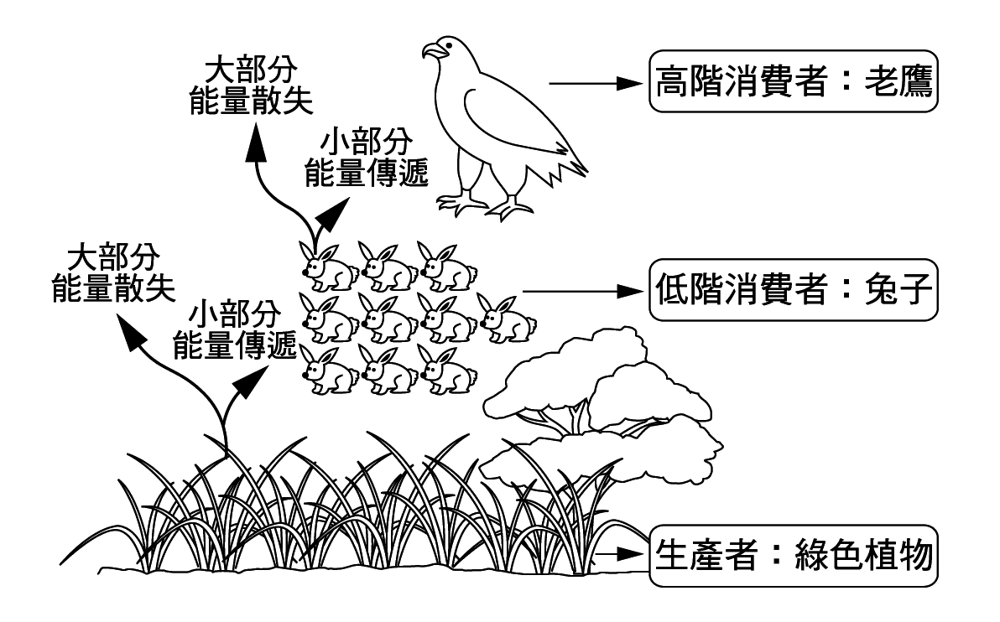 大部分
能量散失
小部分
能量傳遞
高階消費者：老鷹
大部分
能量散失
小部分
能量傳遞
低階消費者：兔子
生產者：綠色植物